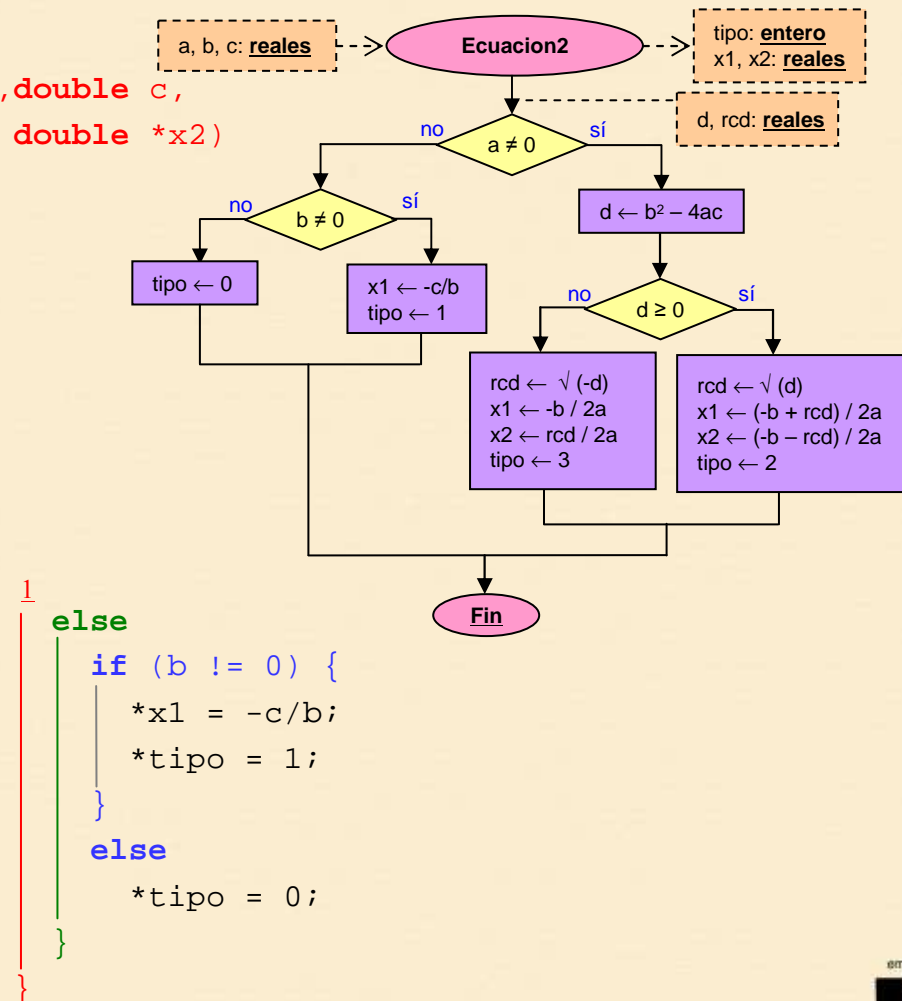 a, b, c: reales
Ecuacion2
tipo: entero
x1, x2: reales
,double c,
double *x2)
d, rcd: reales
no
a ≠ 0
sí
no
b ≠ 0
sí
d ← b² – 4ac
tipo ← 0
x1 ← -c/b
tipo ← 1
no
d ≥ 0
sí
rcd ← √ (-d)
x1 ← -b / 2a
x2 ← rcd / 2a
tipo ← 3
rcd ← √ (d)
x1 ← (-b + rcd) / 2a
x2 ← (-b – rcd) / 2a
tipo ← 2
Fin
1
else
if (b != 0) {
*x1 = -c/b;
*tipo = 1;
}
else
*tipo = 0;
}
}
em